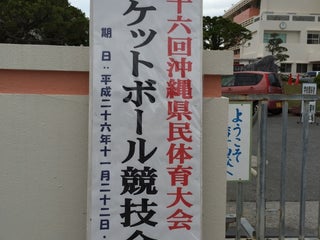 十六回沖縄県民体育大会
ケットボール競技会
期 日：平成二十六年十一月二十二日・
ようこそ